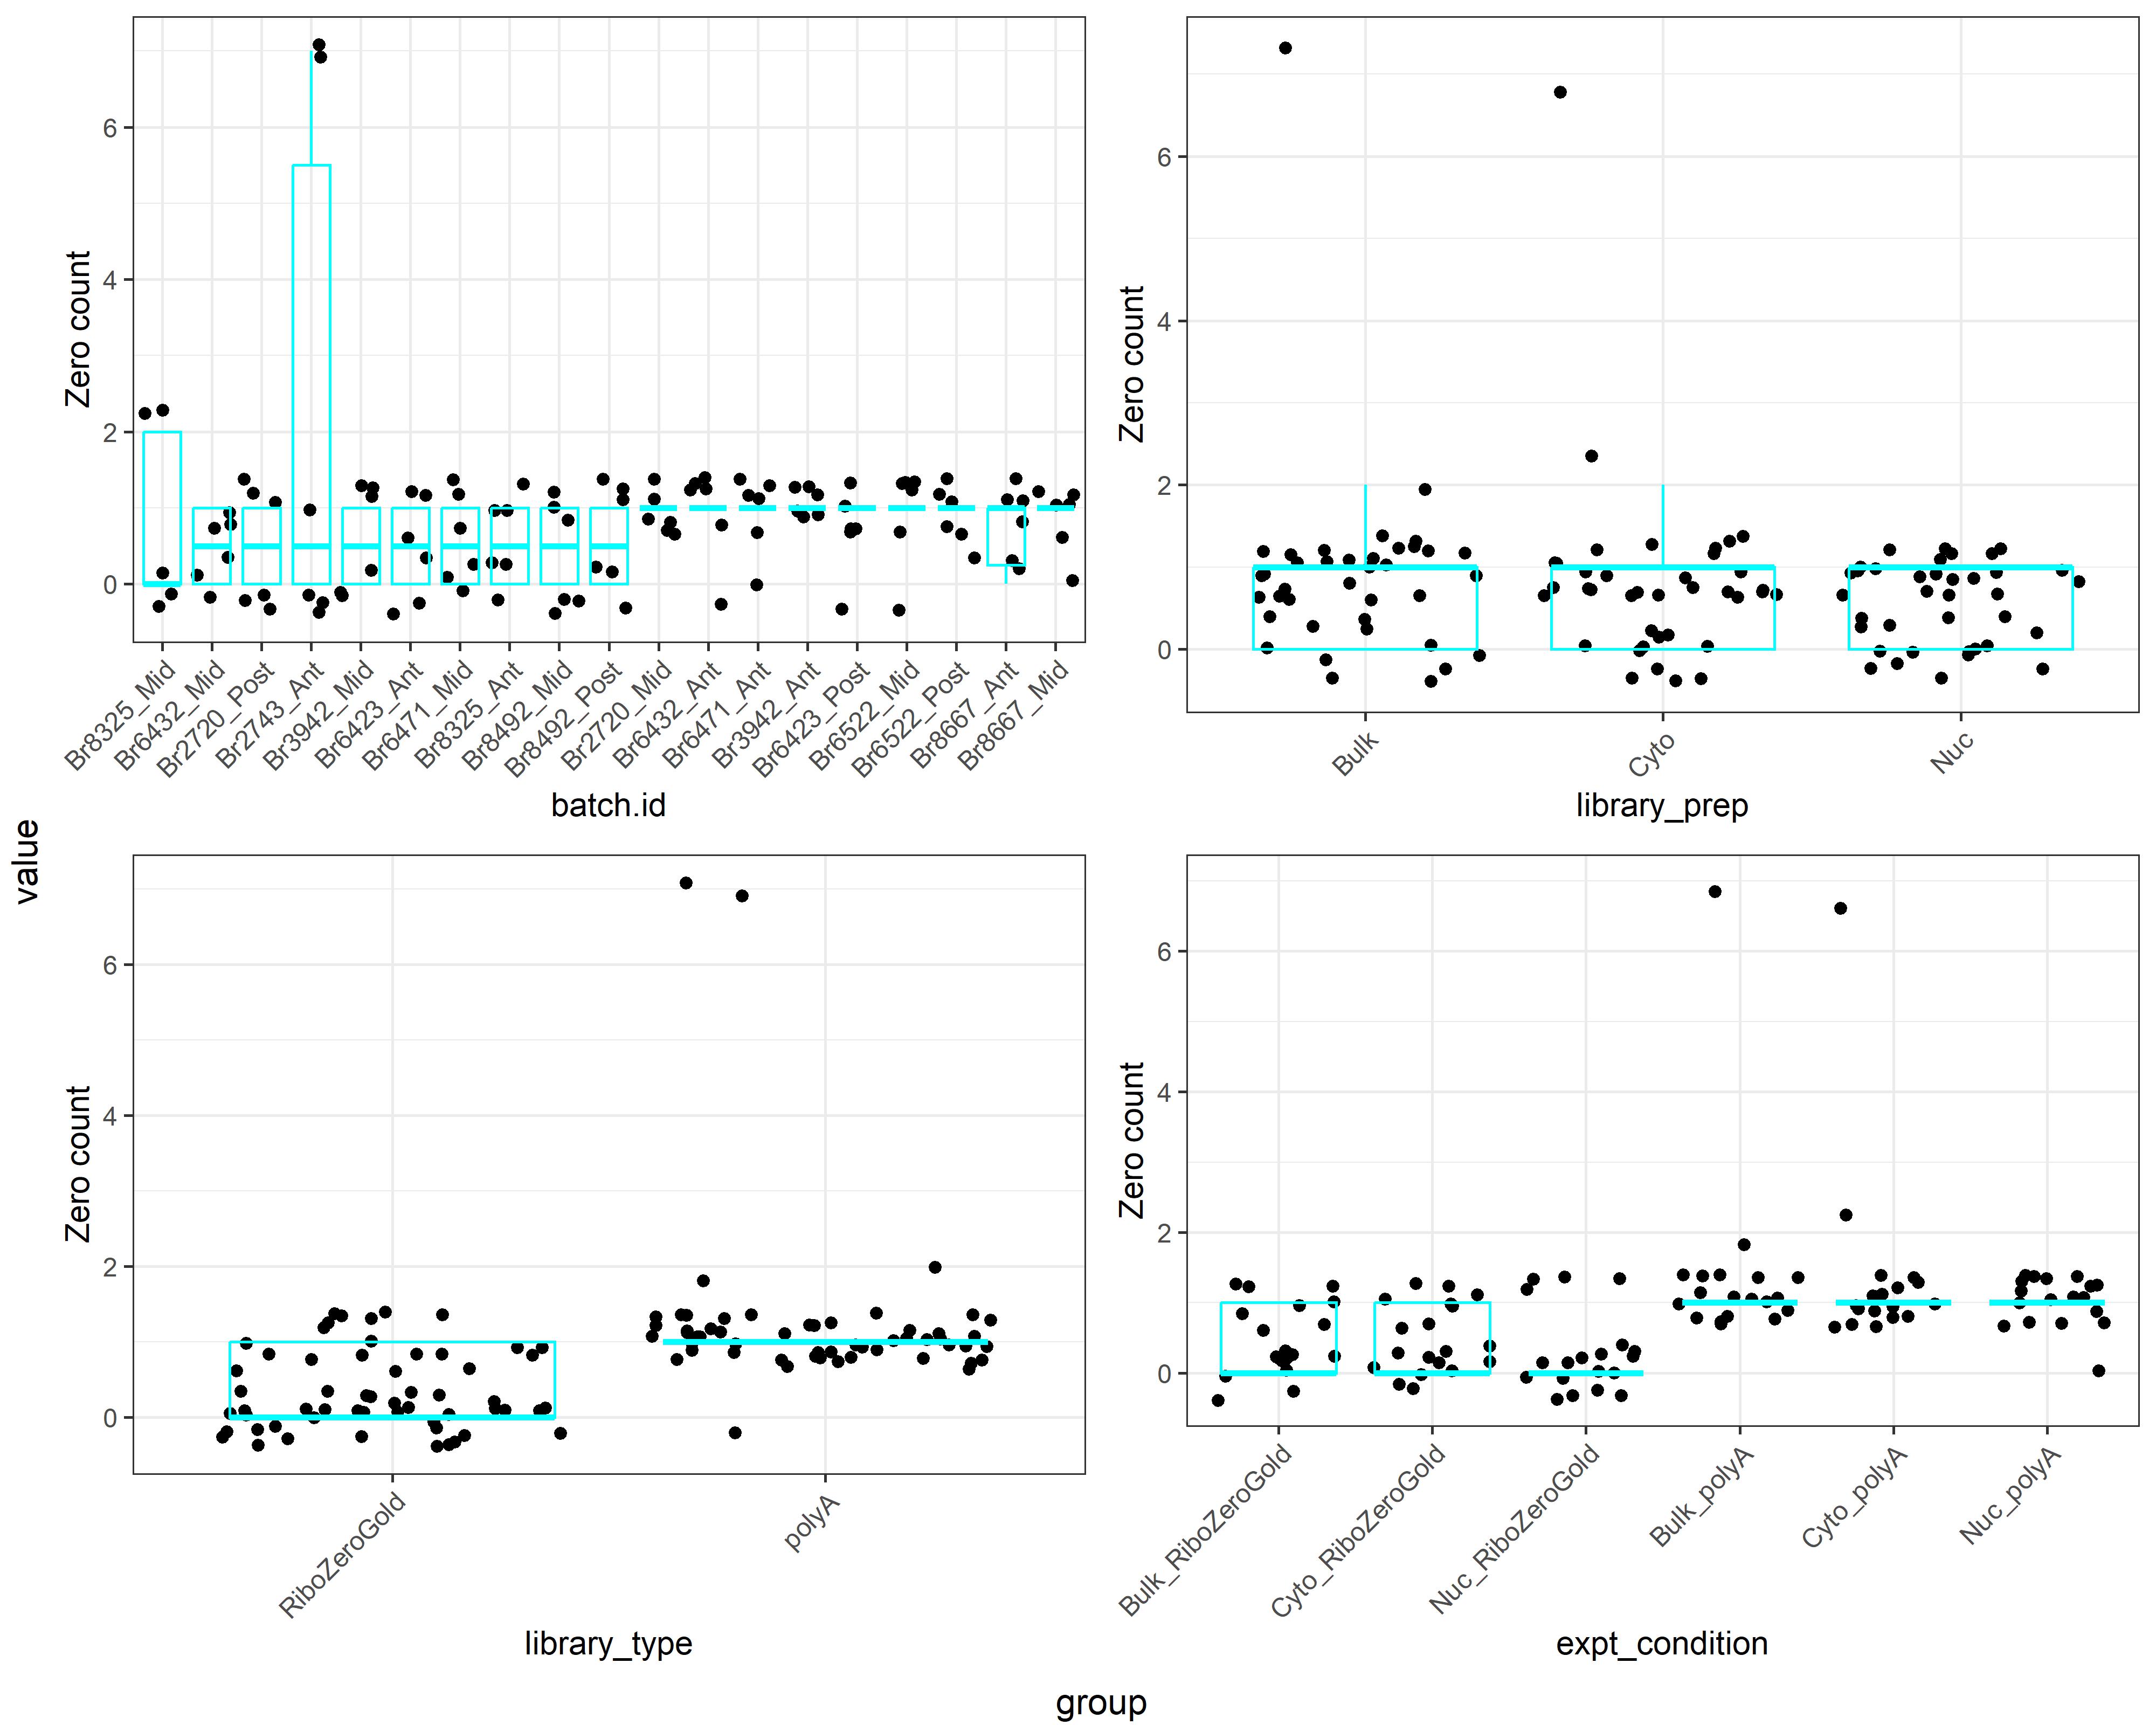 Zero count
6
4
2
0
Br8325_Mid
Br6432_Mid
Br2720_Post
Br2743_Ant
Br3942_Mid
Br6423_Ant
Br6471_Mid
Br8325_Ant
Br8492_Mid
Br8492_Post
Br2720_Mid
Br6432_Ant
Br6471_Ant
Br3942_Ant
Br6423_Post
Br6522_Mid
Br6522_Post
Br8667_Ant
Br8667_Mid
batch.id
Zero count
6
4
2
0
Bulk
Cyto
Nuc
library_prep
value
Zero count
6
4
2
0
RiboZeroGold
polyA
library_type
Zero count
6
4
2
0
Bulk_RiboZeroGold
Cyto_RiboZeroGold
Nuc_RiboZeroGold
Bulk_polyA
Cyto_polyA
Nuc_polyA
expt_condition
group